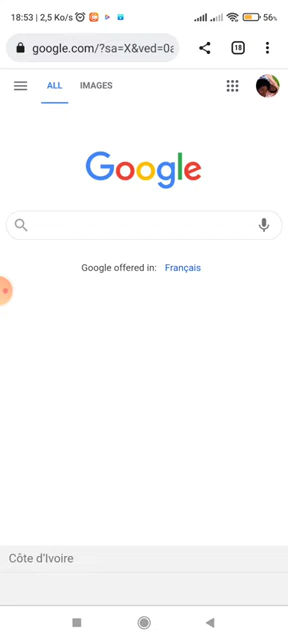 18:53 | 2,5 Ko/s
56%
google.com/?sa=X&ved=0a
18
ALL
IMAGES
Google
Google offered in: Français
Côte d'Ivoire